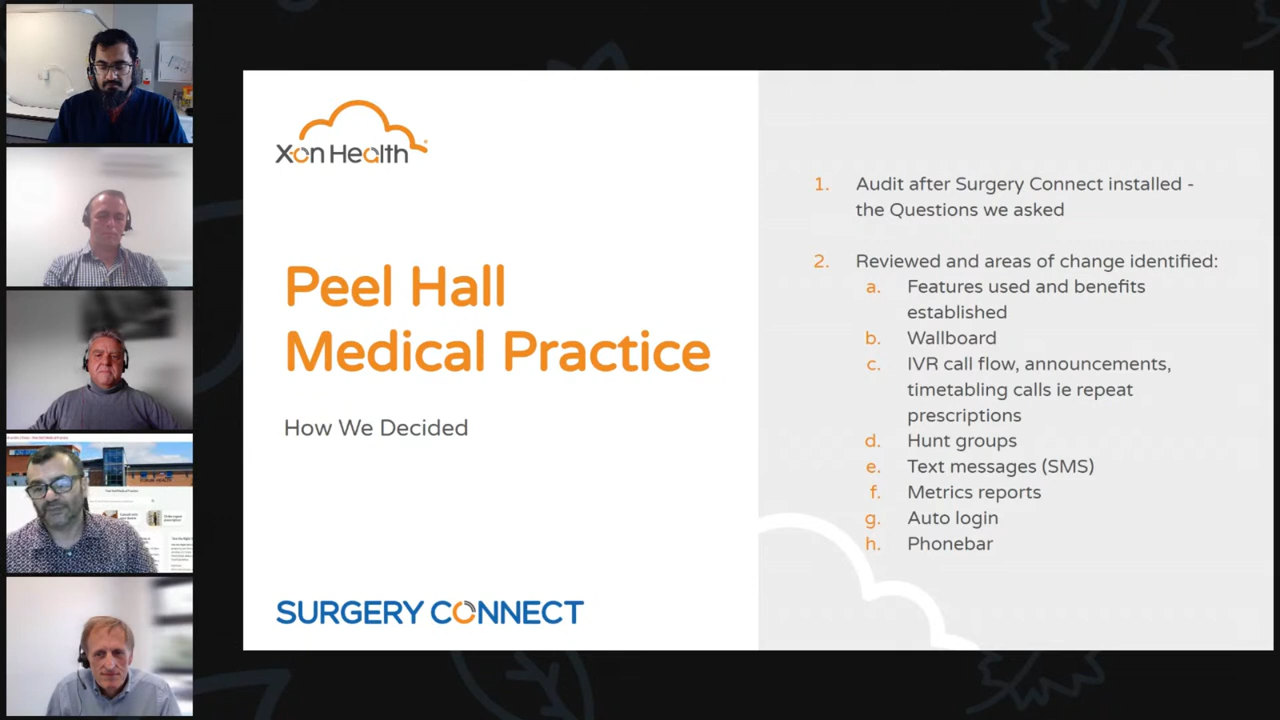 X-on Health
Peel Hall
Medical Practice
How We Decided
SURGERY CONNECT
1. Audit after Surgery Connect installed -
the Questions we asked
2. Reviewed and areas of change identified:
a. Features used and benefits
established
b. Wallboard
c. IVR call flow, announcements,
timetabling calls ie repeat
prescriptions
d. Hunt groups
e. Text messages (SMS)
f. Metrics reports
g. Auto login
h. Phonebar